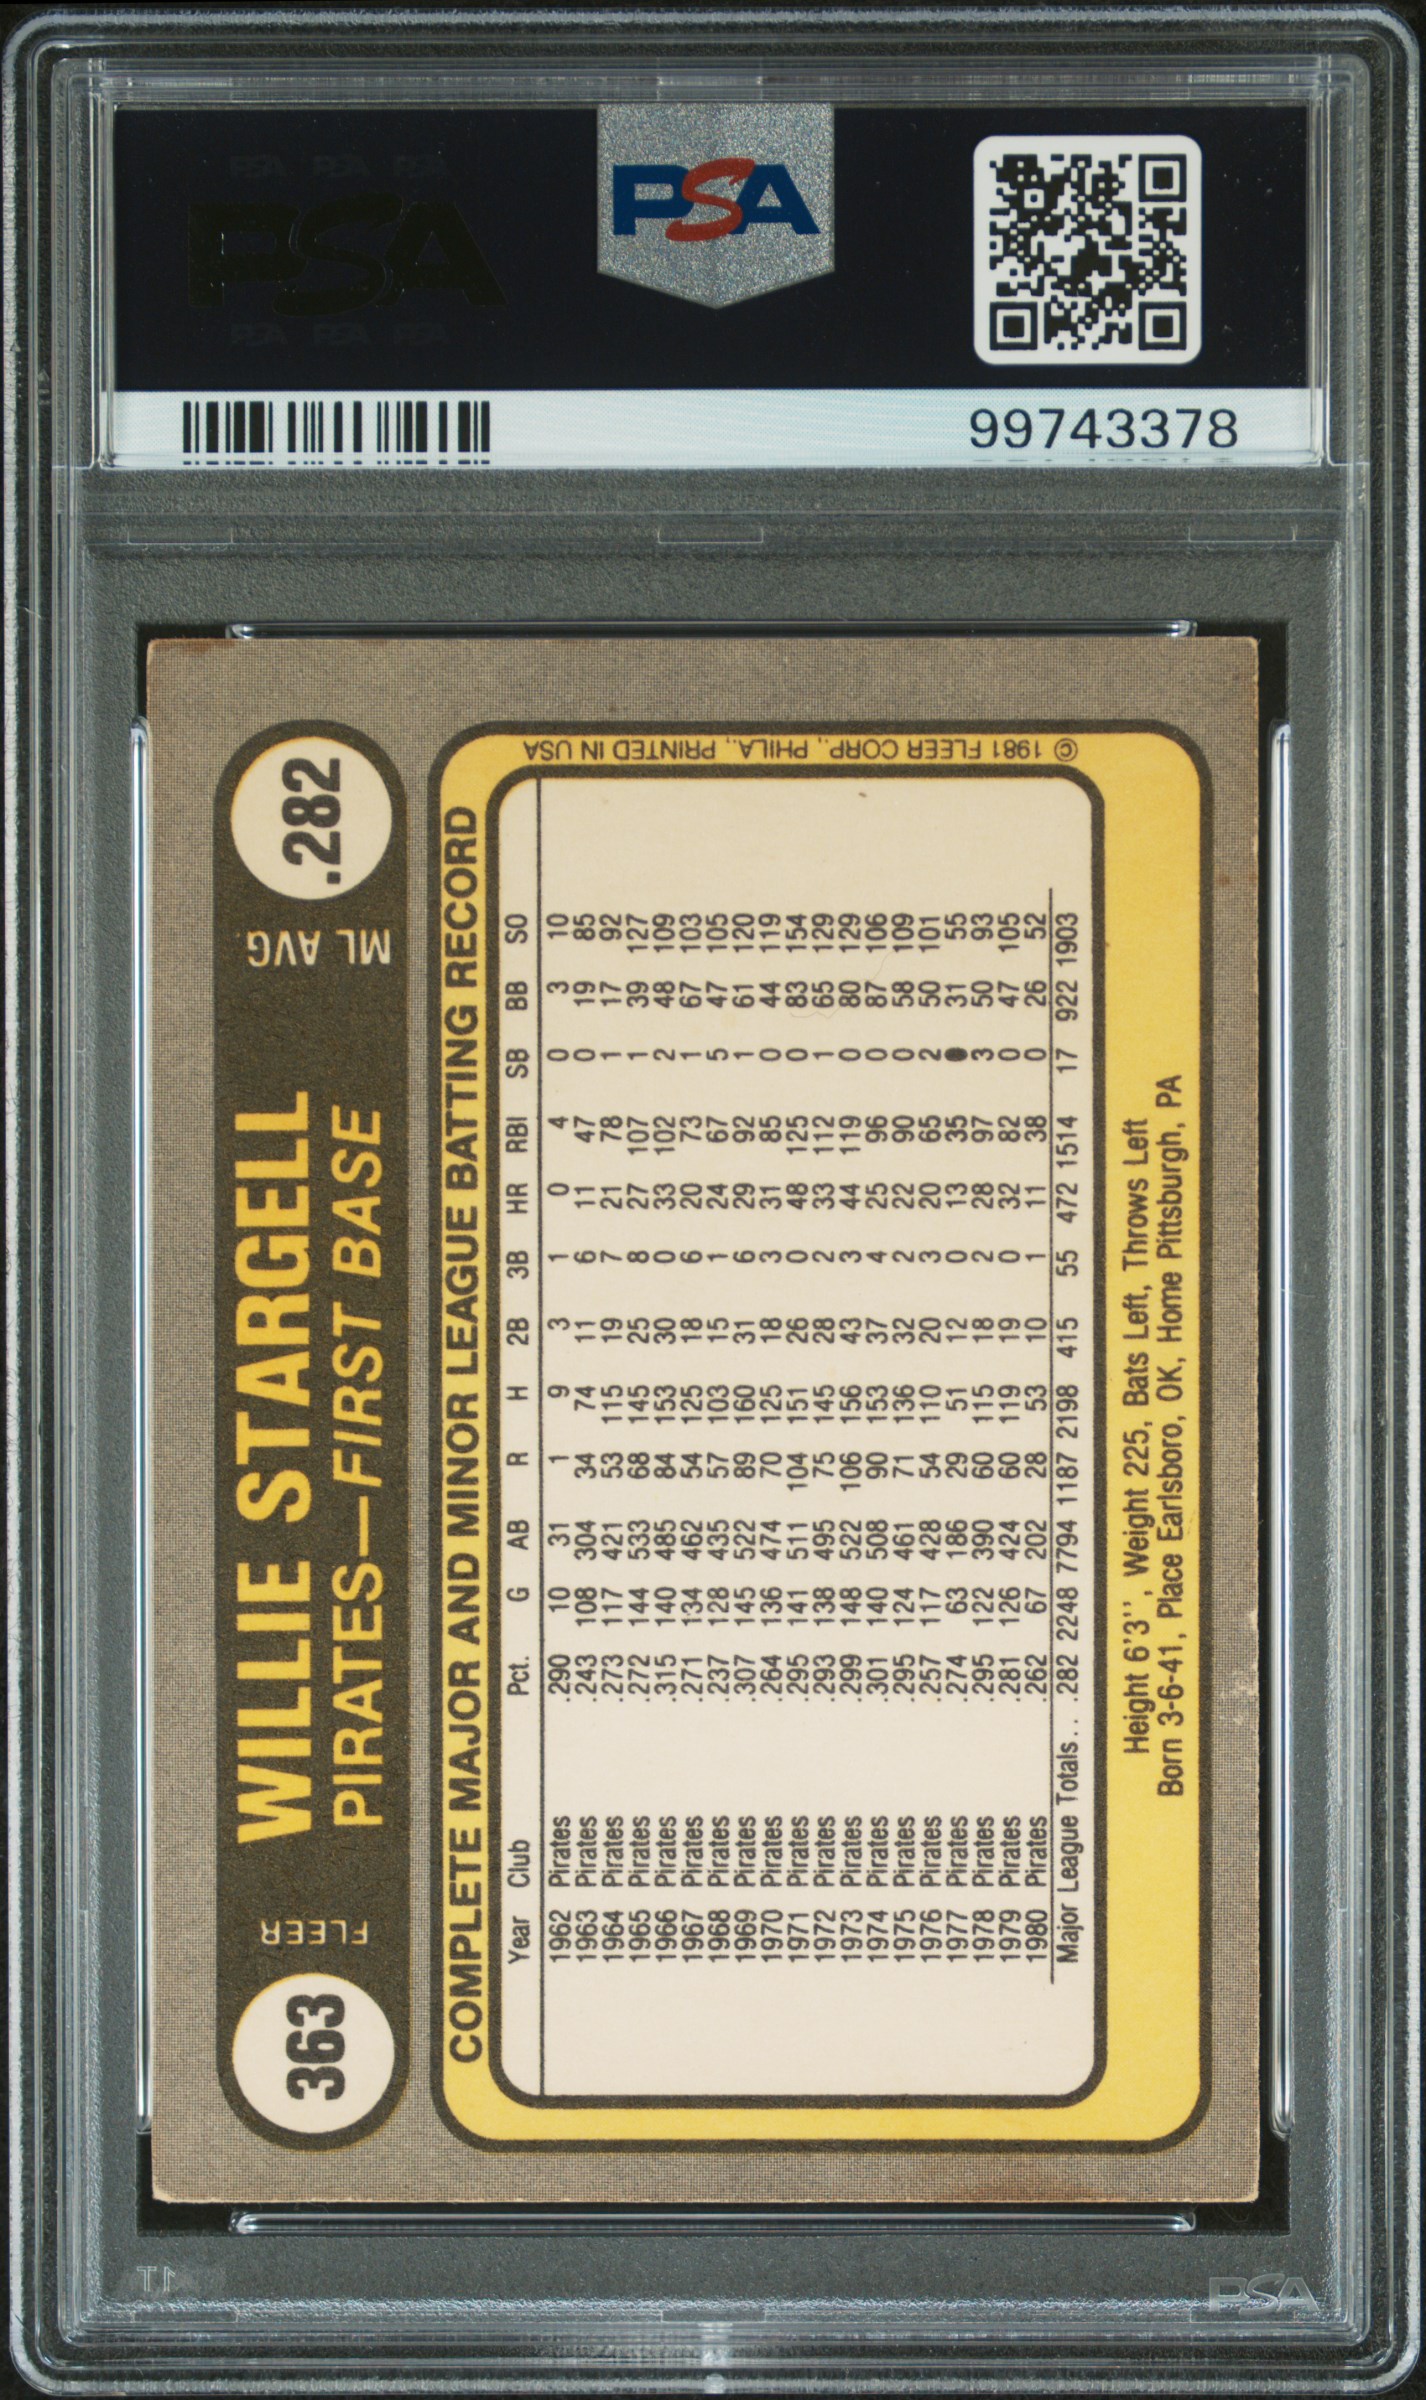 PSA
PSA PSA PSA
PSA
PSA PSA PSA
99743378
363
FLEER
WILLIE STARGELL
PIRATES—FIRST BASE
ML AVG.
.282
COMPLETE MAJOR AND MINOR LEAGUE BATTING RECORD
Year Club Pct. G AB R H 2B 3B HR RBI SB BB SO
1962 Pirates .290 10 31 1 9 3 1 0 4 0 3 10
1963 Pirates .243 108 304 34 74 11 6 11 47 0 19 85
1964 Pirates .273 117 421 53 115 19 7 21 78 1 17 92
1965 Pirates .272 144 533 68 145 25 8 27 107 1 39 127
1966 Pirates .315 140 485 84 153 30 0 33 102 2 48 109
1967 Pirates .271 134 462 54 125 18 6 20 73 1 67 103
1968 Pirates .237 128 435 57 103 15 1 24 67 5 47 105
1969 Pirates .307 145 522 89 160 31 6 29 92 1 61 120
1970 Pirates .264 136 474 70 125 18 3 31 85 0 44 119
1971 Pirates .295 141 511 104 151 26 0 48 125 0 83 154
1972 Pirates .293 138 495 75 145 28 2 33 112 1 65 129
1973 Pirates .299 148 522 106 156 43 3 44 119 0 80 129
1974 Pirates .301 140 508 90 153 37 4 25 96 0 87 106
1975 Pirates .295 124 461 71 136 32 2 22 90 0 58 109
1976 Pirates .257 117 428 54 110 20 3 20 65 2 50 101
1977 Pirates .274 63 186 29 51 12 0 13 35 0 31 55
1978 Pirates .295 122 390 60 115 18 2 28 97 3 50 93
1979 Pirates .281 126 424 60 119 19 0 32 82 0 47 105
1980 Pirates .262 67 202 28 53 10 1 11 38 0 26 52
Major League Totals . . .282 2248 7794 1187 2198 415 55 472 1514 17 922 1903
© 1981 FLEER CORP., PHILA., PRINTED IN USA
Height 6'3'', Weight 225, Bats Left, Throws Left
Born 3-6-41, Place Earlsboro, OK, Home Pittsburgh, PA
PSA